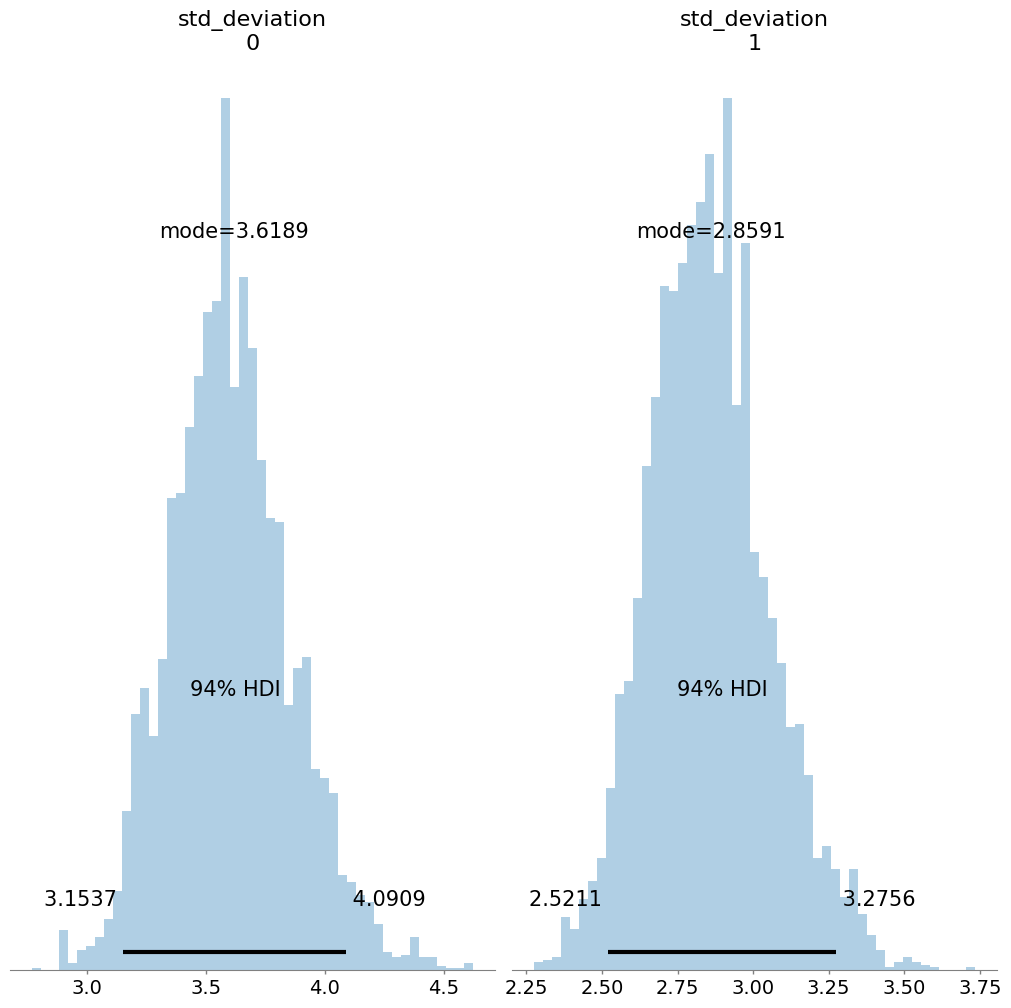 std_deviation
0
mode=3.6189
94% HDI
3.1537
4.0909
3.0
3.5
4.0
4.5
std_deviation
1
mode=2.8591
94% HDI
2.5211
3.2756
2.25
2.50
2.75
3.00
3.25
3.50
3.75